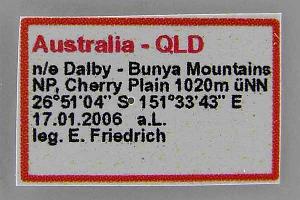 Australia - QLD
n/e Dalby - Bunya Mountains
NP, Cherry Plain 1020m üNN
26°51'04" S 151°33'43" E
17.01.2006 a.L.
leg. E. Friedrich